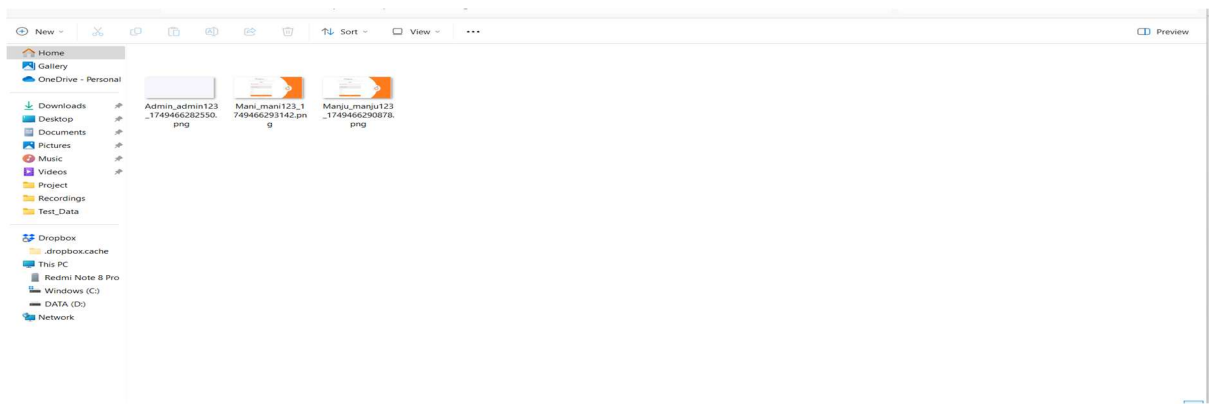 New
Sort
View
Preview
Home
Gallery
OneDrive - Personal
Downloads
Desktop
Documents
Pictures
Music
Videos
Project
Recordings
Test_Data
Dropbox
.dropbox.cache
This PC
Redmi Note 8 Pro
Windows (C:)
DATA (D:)
Network
Admin_admin123
_1749466282550.
png
Mani_mani123_1
749466293142.pn
g
Manju_manju123
_1749466290878.
png